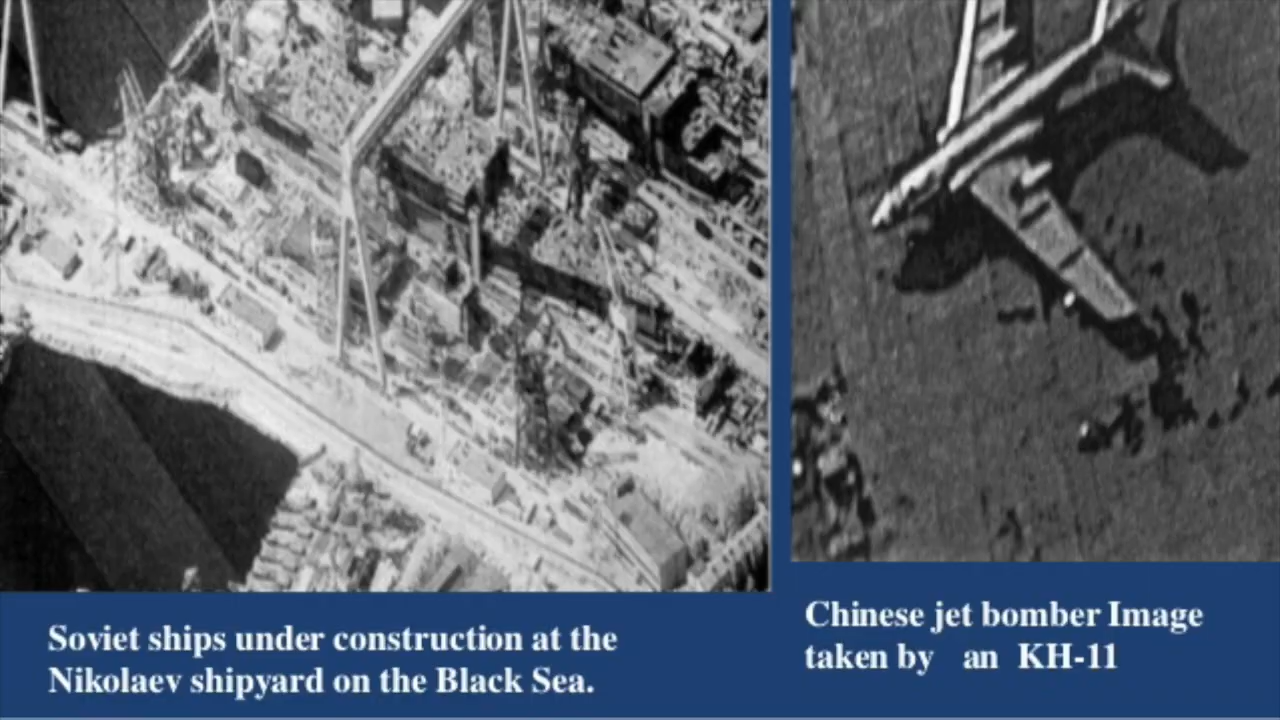 Soviet ships under construction at the
Nikolaev shipyard on the Black Sea.
Chinese jet bomber Image
taken by an KH-11